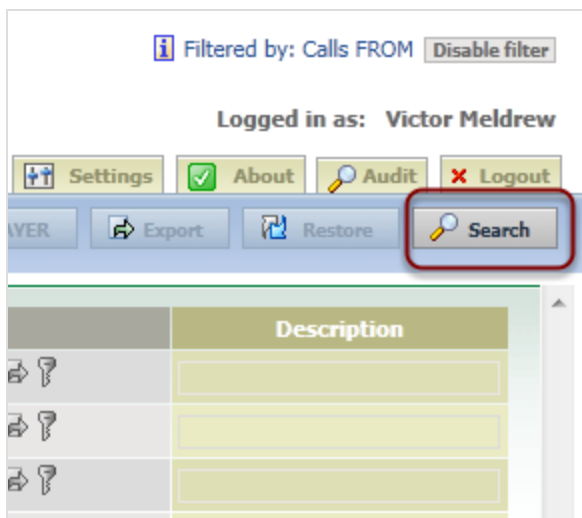 Filtered by: Calls FROM Disable filter
Logged in as: Victor Meldrew
Settings About Audit Logout
AYER Export Restore Search
Description